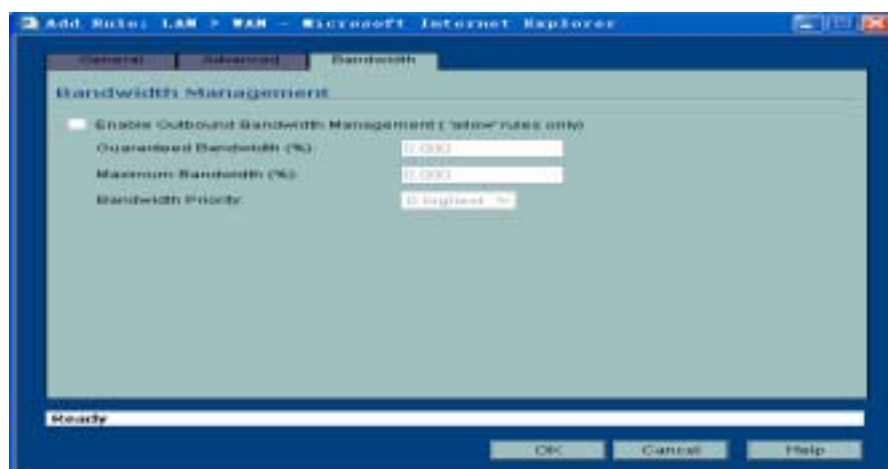 Add Rule: LAN > WAN - Microsoft Internet Explorer
General Advanced Bandwidth
Bandwidth Management
Enable Outbound Bandwidth Management ( 'allow' rules only)
Guaranteed Bandwidth (%): 0.000
Maximum Bandwidth (%): 0.000
Bandwidth Priority: 0 highest
Ready
OK Cancel Help